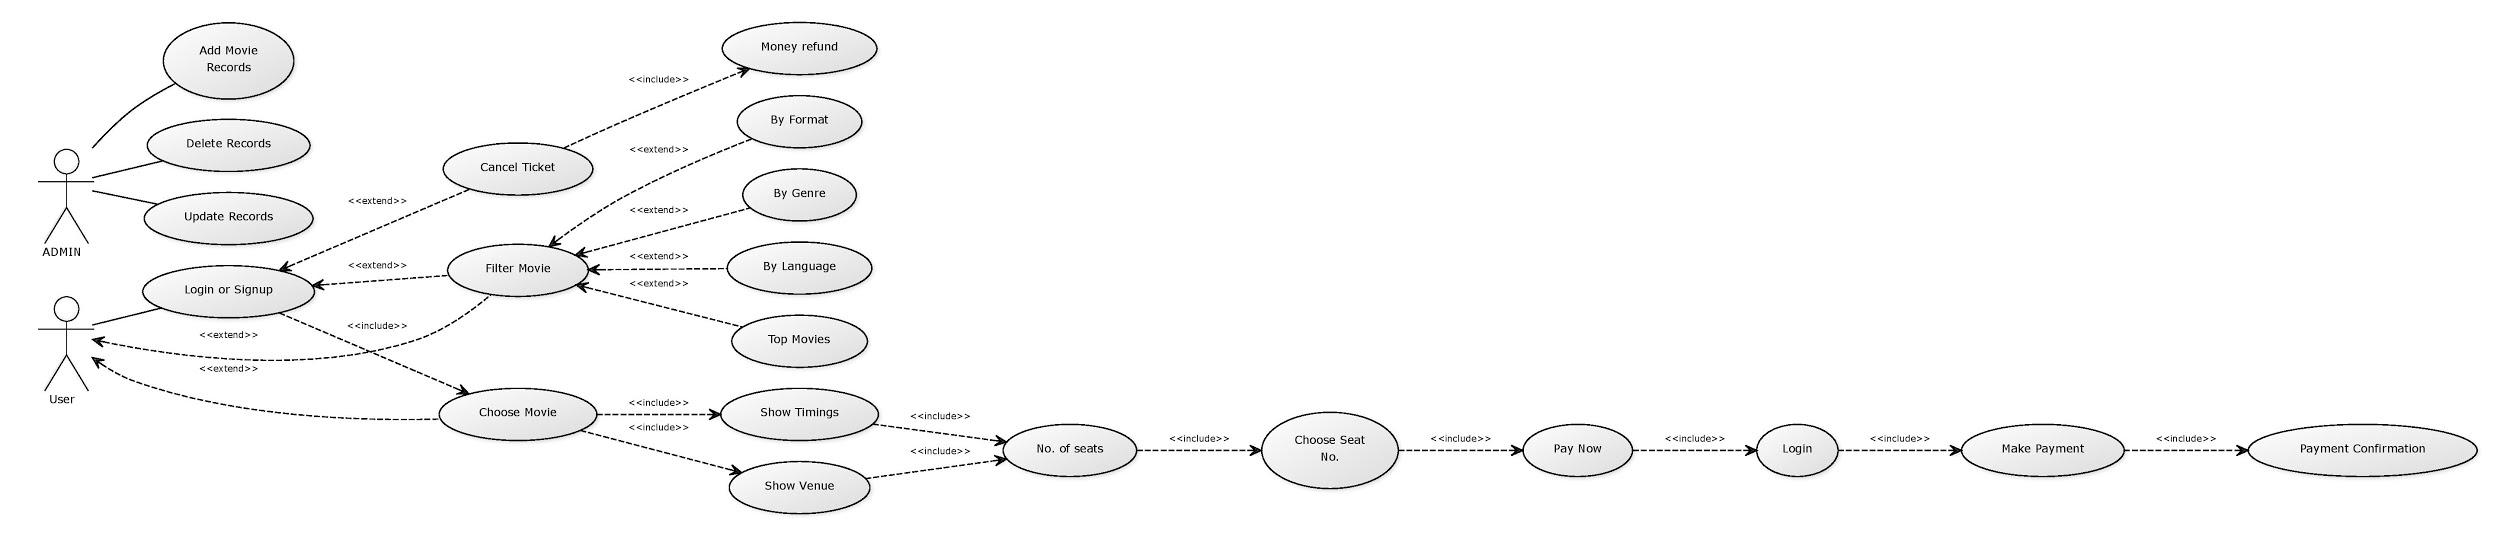 Add Movie
Records
Delete Records
Update Records
ADMIN
Login or Signup
User
Cancel Ticket
Filter Movie
Choose Movie
Money refund
By Format
By Genre
By Language
Top Movies
Show Timings
Show Venue
No. of seats
Choose Seat
No.
Pay Now
Login
Make Payment
Payment Confirmation
<<include>>
<<extend>>
<<extend>>
<<extend>>
<<extend>>
<<extend>>
<<extend>>
<<include>>
<<extend>>
<<extend>>
<<include>>
<<include>>
<<include>>
<<include>>
<<include>>
<<include>>
<<include>>
<<include>>
<<include>>